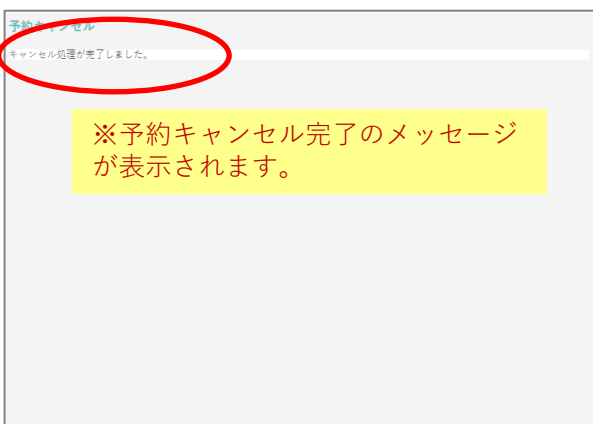 予約キャンセル
キャンセル処理が完了しました。
※予約キャンセル完了のメッセージ
が表示されます。